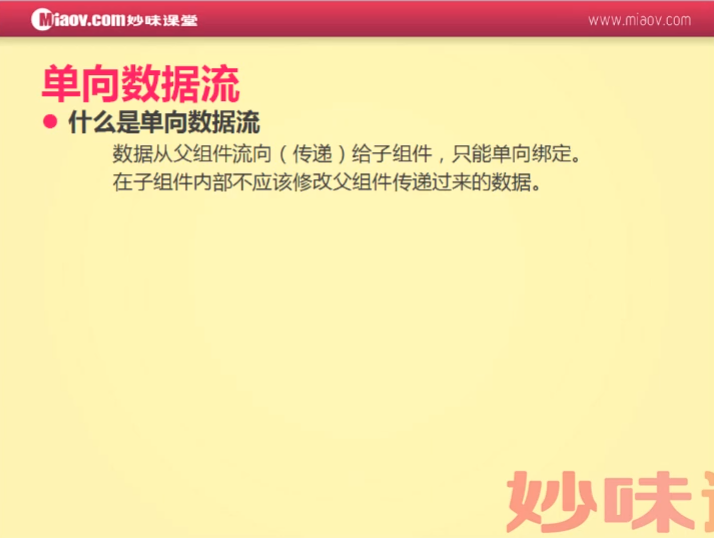 Miaov.com妙味课堂
www.miaov.com
单向数据流
什么是单向数据流
数据从父组件流向（传递）给子组件，只能单向绑定。
在子组件内部不应该修改父组件传递过来的数据。
妙味